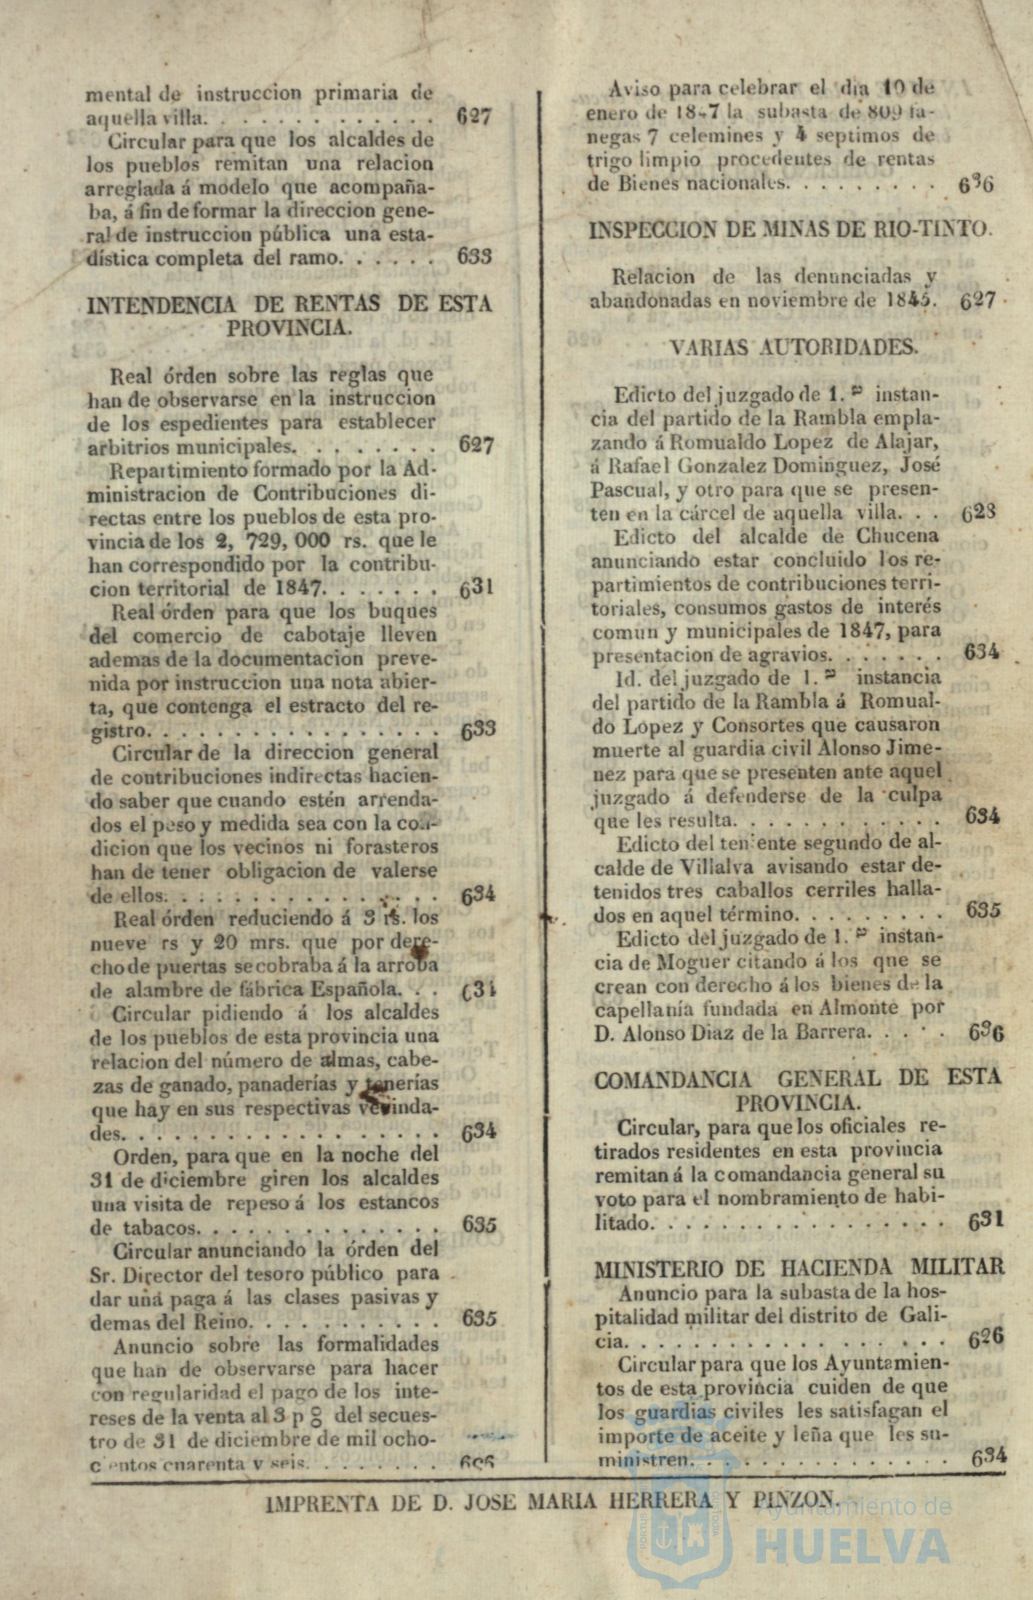 mental de instruccion primaria de
aquella villa. . . . . . . . . . . . . 627
Circular para que los alcaldes de
los pueblos remitan una relacion
arreglada á modelo que acompaña-
ba, á fin de formar la direccion gene-
ral de instruccion pública una esta-
dística completa del ramo. . . . . . 633
INTENDENCIA DE RENTAS DE ESTA
PROVINCIA.
Real órden sobre las reglas que
han de observarse en la instruccion
de los espedientes para establecer
arbitrios municipales. . . . . . . . 627
Repartimiento formado por la Ad-
ministracion de Contribuciones di-
rectas entre los pueblos de esta pro-
vincia de los 2, 729, 000 rs. que le
han correspondido por la contribu-
cion territorial de 1847. . . . . . . 631
Real órden para que los buques
del comercio de cabotaje lleven
ademas de la documentacion preve-
nida por instruccion una nota abier-
ta, que contenga el estracto del re-
gistro. . . . . . . . . . . . . . . . . 633
Circular de la direccion general
de contribuciones indirectas hacien-
do saber que cuando estén arrenda-
dos el peso y medida sea con la con-
dicion que los vecinos ni forasteros
han de tener obligacion de valerse
de ellos. . . . . . . . . . . . . . . . 634
Real órden reduciendo á 3 rs. los
nueve rs y 20 mrs. que por dere-
cho de puertas se cobraba á la arroba
de alambre de fábrica Española. . . 634
Circular pidiendo á los alcaldes
de los pueblos de esta provincia una
relacion del número de almas, cabe-
zas de ganado, panaderías y tenerías
que hay en sus respectivas vecinda-
des. . . . . . . . . . . . . . . . . . 634
Orden, para que en la noche del
31 de diciembre giren los alcaldes
una visita de repeso á los estancos
de tabacos. . . . . . . . . . . . . . 635
Circular anunciando la órden del
Sr. Director del tesoro público para
dar una paga á las clases pasivas y
demas del Reino. . . . . . . . . . . 635
Anuncio sobre las formalidades
que han de observarse para hacer
con regularidad el pago de los inte-
reses de la venta al 3 p % del secues-
tro de 31 de diciembre de mil ocho-
cientos cuarenta y seis. . . . . . . . 636
Aviso para celebrar el dia 10 de
enero de 1847 la subasta de 809 fa-
negas 7 celemines y 4 septimos de
trigo limpio procedentes de rentas
de Bienes nacionales. . . . . . . . . 636
INSPECCION DE MINAS DE RIO-TINTO.
Relacion de las denunciadas y
abandonadas en noviembre de 1845. 627
VARIAS AUTORIDADES.
Edicto del juzgado de 1.ª instan-
cia del partido de la Rambla empla-
zando á Romualdo Lopez de Alajar,
á Rafael Gonzalez Dominguez, José
Pascual, y otro para que se presen-
ten en la cárcel de aquella villa. . . 623
Edicto del alcalde de Chucena
anunciando estar concluido los re-
partimientos de contribuciones terri-
toriales, consumos gastos de interés
comun y municipales de 1847, para
presentacion de agravios. . . . . . . 634
Id. del juzgado de 1.ª instancia
del partido de la Rambla á Romual-
do Lopez y Consortes que causaron
muerte al guardia civil Alonso Jime-
nez para que se presenten ante aquel
juzgado á defenderse de la culpa
que les resulta. . . . . . . . . . . . 634
Edicto del teniente segundo de al-
calde de Villalva avisando estar de-
tenidos tres caballos cerriles halla-
dos en aquel término. . . . . . . . . 635
Edicto del juzgado de 1.ª instan-
cia de Moguer citando á los que se
crean con derecho á los bienes de la
capellanía fundada en Almonte por
D. Alonso Diaz de la Barrera. . . . . 636
COMANDANCIA GENERAL DE ESTA
PROVINCIA.
Circular, para que los oficiales re-
tirados residentes en esta provincia
remitan á la comandancia general su
voto para el nombramiento de habi-
litado. . . . . . . . . . . . . . . . . 631
MINISTERIO DE HACIENDA MILITAR
Anuncio para la subasta de la hos-
pitalidad militar del distrito de Gali-
cia. . . . . . . . . . . . . . . . . . 626
Circular para que los Ayuntamien-
tos de esta provincia cuiden de que
los guardias civiles les satisfagan el
importe de aceite y leña que les su-
ministren. . . . . . . . . . . . . . . 634
IMPRENTA DE D. JOSE MARIA HERRERA Y PINZON.
Ayuntamiento de
HUELVA